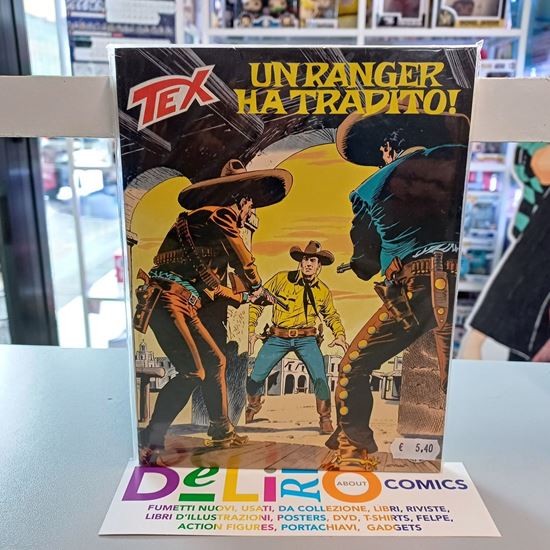 TEX
UN RANGER
HA TRADITO!
€ 5,40
DeLiRiO ABOUT COMICS
FUMETTI NUOVI, USATI, DA COLLEZIONE, LIBRI, RIVISTE,
LIBRI D'ILLUSTRAZIONI, POSTERS, DVD, T-SHIRTS, FELPE,
ACTION FIGURES, PORTACHIAVI, GADGETS